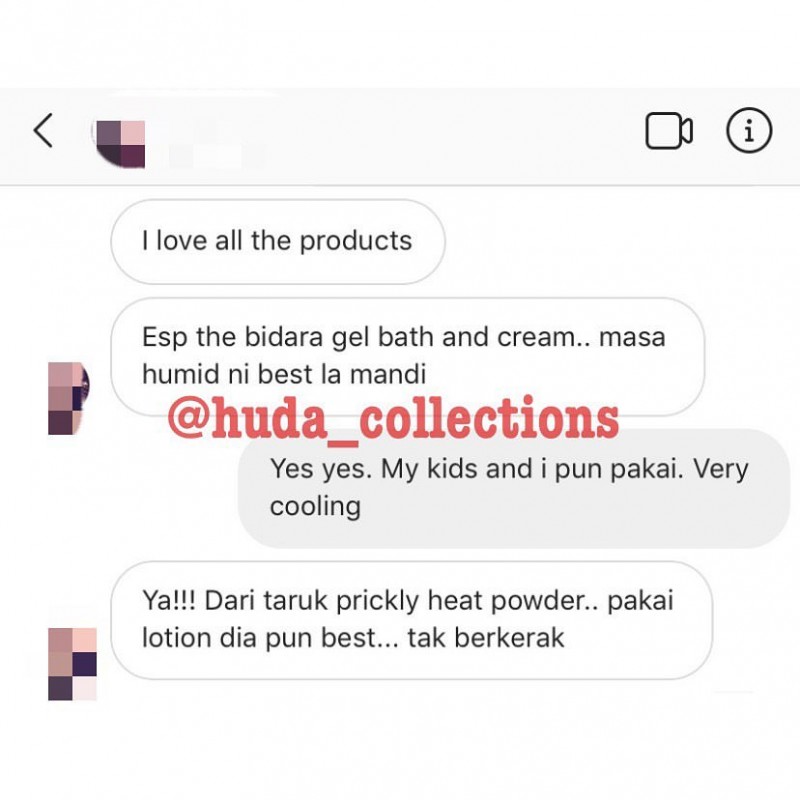 I love all the products
Esp the bidara gel bath and cream.. masa
humid ni best la mandi
@huda_collections
Yes yes. My kids and i pun pakai. Very
cooling
Ya!!! Dari taruk prickly heat powder.. pakai
lotion dia pun best... tak berkerak